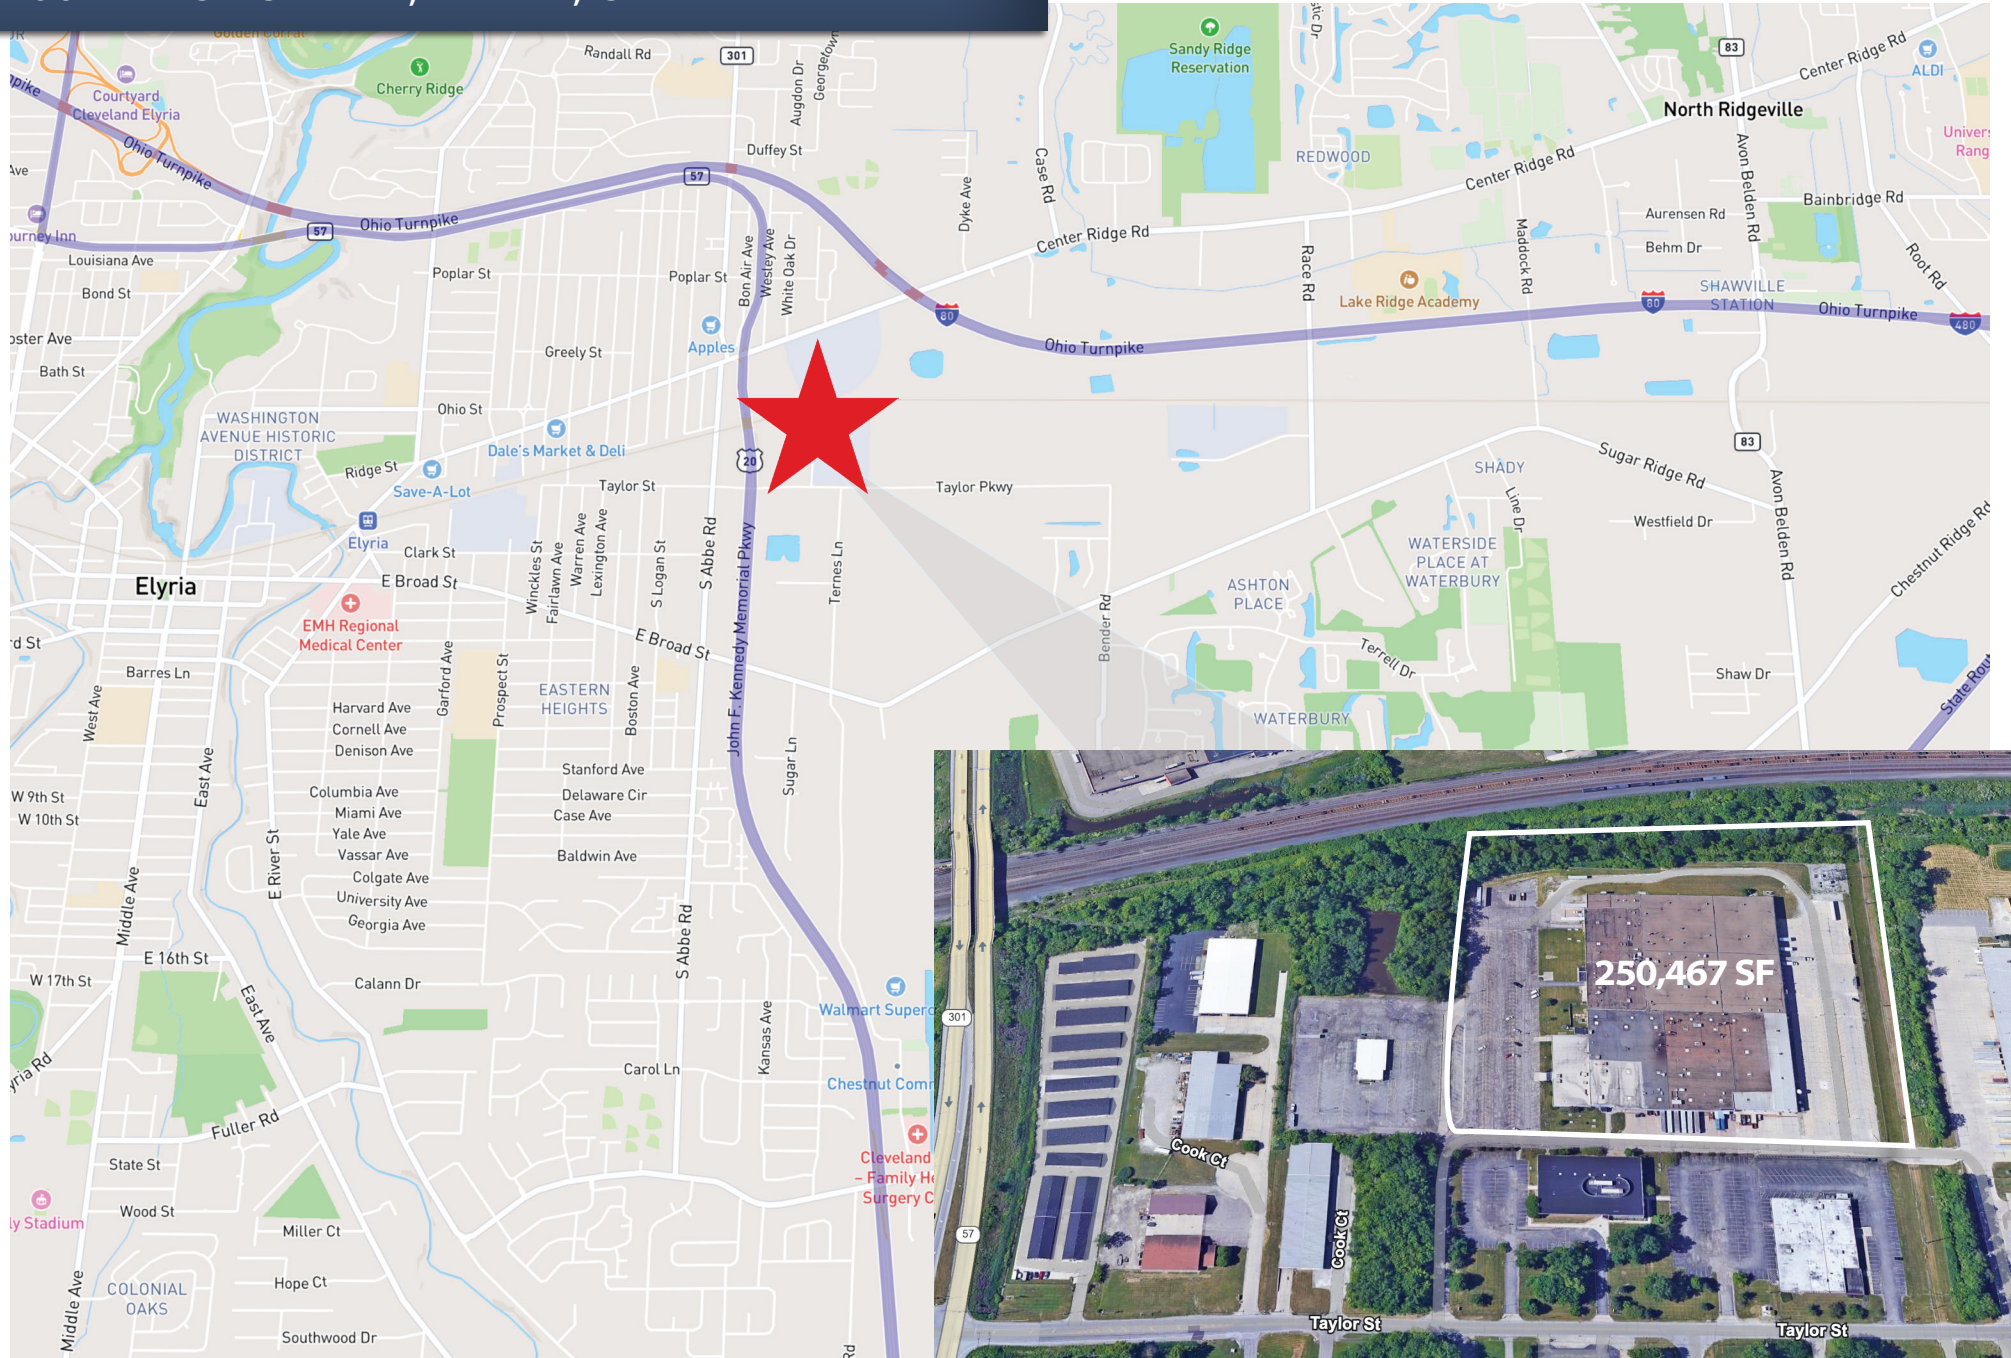 Golden Corral
Randall Rd
301
Augdon Dr
Georgetown
Sandy Ridge
Reservation
83
Center Ridge Rd
ALDI
Courtyard
Cleveland Elyria
Cherry Ridge
North Ridgeville
Ohio Turnpike
Duffey St
57
Case Rd
REDWOOD
Center Ridge Rd
Avon Belden Rd
Dyke Ave
Bainbridge Rd
Aurensen Rd
Behm Dr
Root Rd
57
Ohio Turnpike
Center Ridge Rd
Race Rd
Maddock Rd
Louisiana Ave
Bond St
Poplar St
Poplar St
Bon Air Ave
Wesley Ave
White Oak Dr
Lake Ridge Academy
SHAWVILLE
STATION
80
80
Ohio Turnpike
480
Ohio Turnpike
Apples
Greely St
Bath St
Ohio St
WASHINGTON
AVENUE HISTORIC
DISTRICT
Dale's Market & Deli
Ridge St
Save-A-Lot
20
Taylor St
Taylor Pkwy
83
Sugar Ridge Rd
SHADY
Line Dr
Westfield Dr
Avon Belden Rd
Chestnut Ridge Rd
Elyria
Clark St
Elyria
E Broad St
Winckles St
Fairlawn Ave
Warren Ave
Lexington Ave
S Logan St
S Abbe Rd
John F. Kennedy Memorial Pkwy
Ternes Ln
WATERSIDE
PLACE AT
WATERBURY
ASHTON
PLACE
Bender Rd
EMH Regional
Medical Center
E Broad St
Terrell Dr
Shaw Dr
Barres Ln
West Ave
Garford Ave
Prospect St
EASTERN
HEIGHTS
Boston Ave
WATERBURY
Harvard Ave
Cornell Ave
Denison Ave
East Ave
Sugar Ln
Stanford Ave
Delaware Cir
Case Ave
Baldwin Ave
W 9th St
W 10th St
Columbia Ave
Miami Ave
Yale Ave
Vassar Ave
Colgate Ave
University Ave
Georgia Ave
E River St
Middle Ave
S Abbe Rd
E 16th St
W 17th St
East Ave
Calann Dr
Kansas Ave
Carol Ln
Walmart Superc
Chestnut Comm
Cleveland
– Family He
Surgery C
Fuller Rd
State St
Wood St
Miller Ct
Hope Ct
Southwood Dr
COLONIAL
OAKS
Middle Ave
250,467 SF
301
57
Cook Ct
Cook Ct
Taylor St
Taylor St